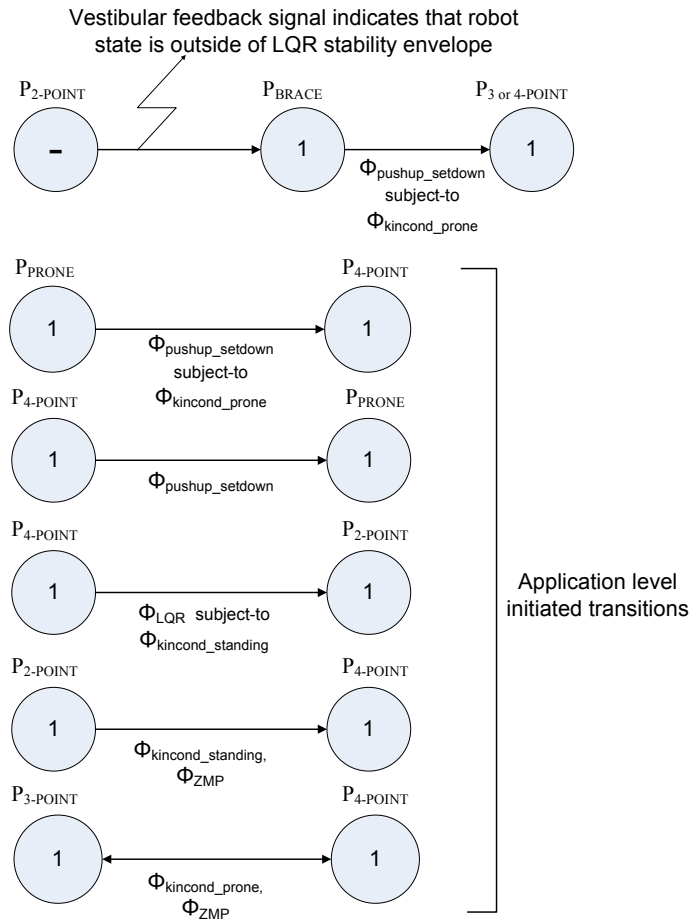 Vestibular feedback signal indicates that robot
state is outside of LQR stability envelope
P2-POINT
PBRACE
P3 or 4-POINT
-
1
1
Φpushup_setdown
subject-to
Φkincond_prone
PPRONE
P4-POINT
1
1
Φpushup_setdown
subject-to
Φkincond_prone
P4-POINT
PPRONE
1
1
Φpushup_setdown
P4-POINT
P2-POINT
1
1
ΦLQR subject-to
Φkincond_standing
P2-POINT
P4-POINT
1
1
Φkincond_standing,
ΦZMP
P3-POINT
P4-POINT
1
1
Φkincond_prone,
ΦZMP
Application level
initiated transitions